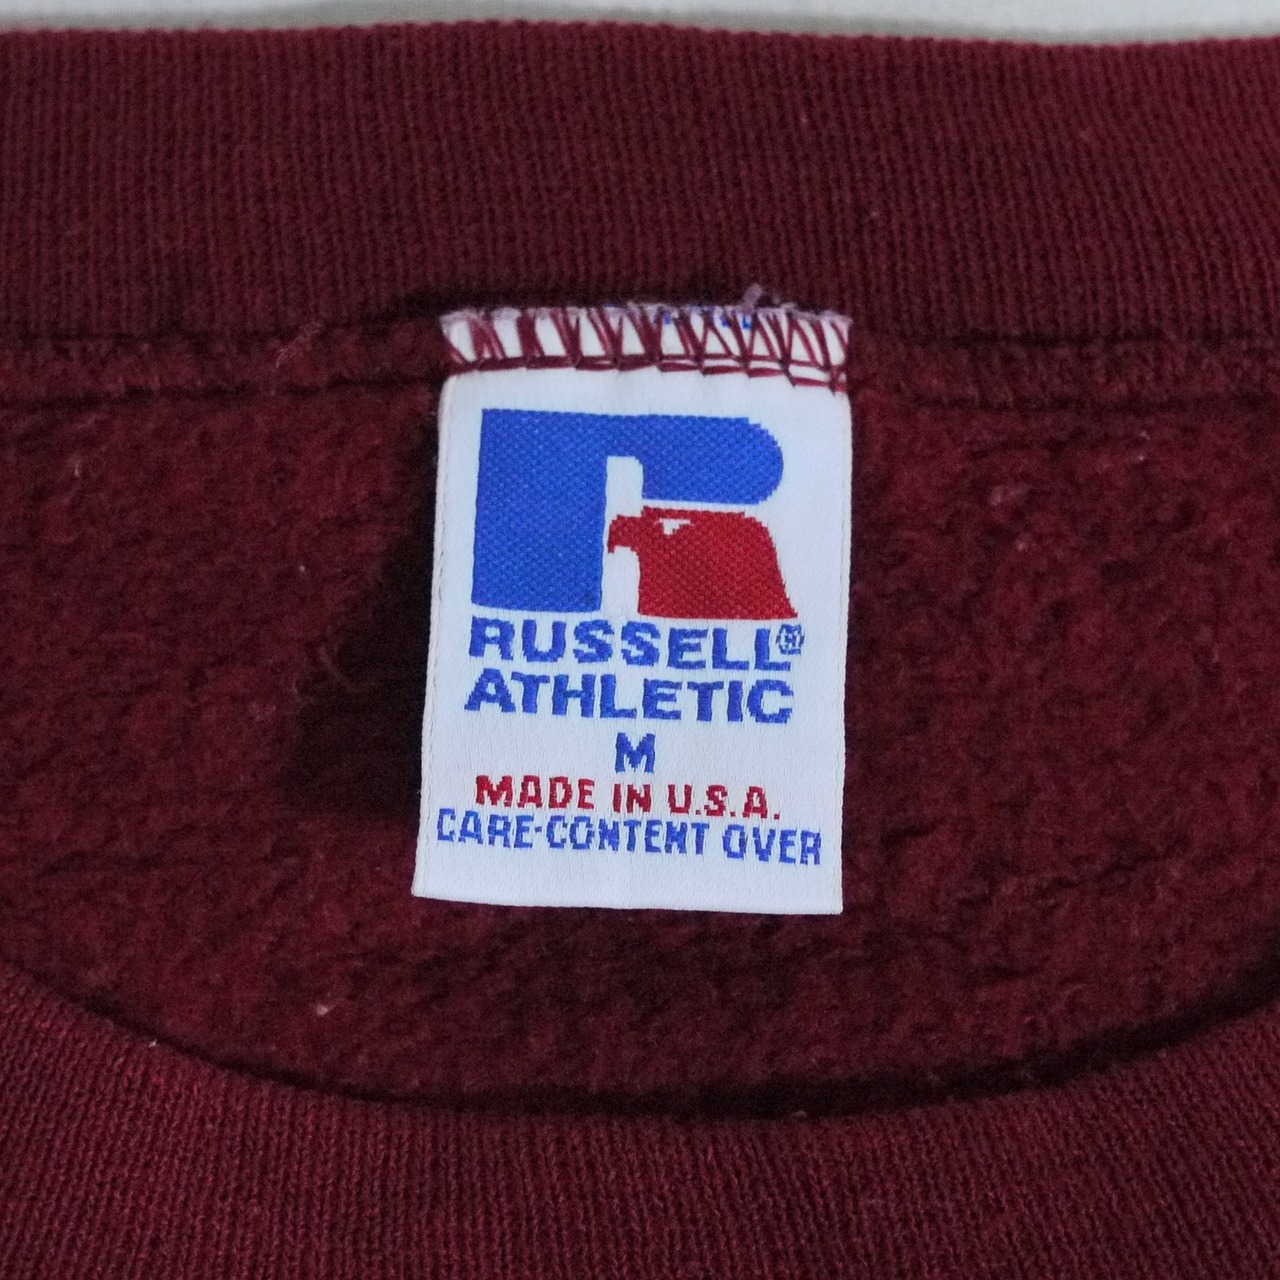 RUSSELL®
ATHLETIC
M
MADE IN U.S.A.
CARE-CONTENT OVER